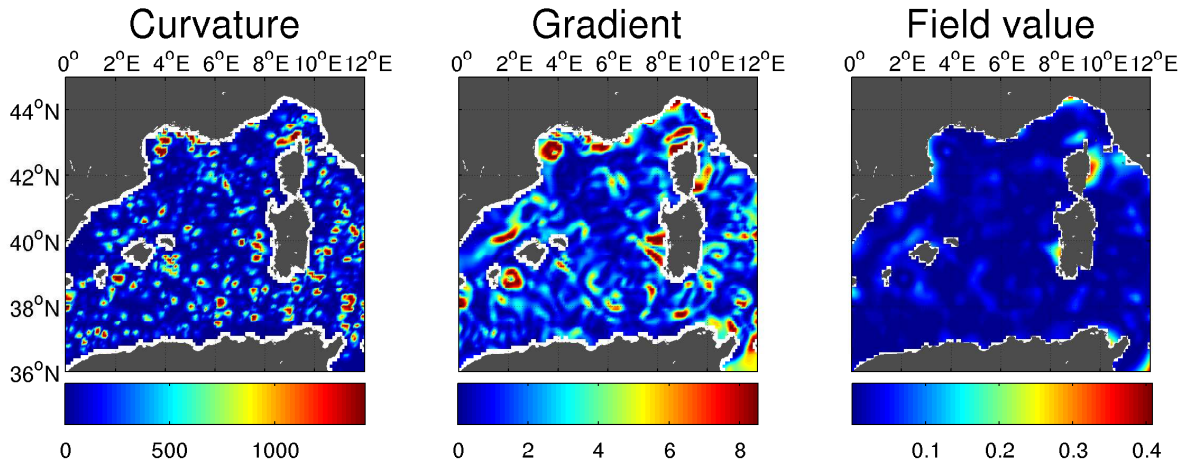 Curvature Gradient Field value
0° 2°E 4°E 6°E 8°E 10°E 12°E 0° 2°E 4°E 6°E 8°E 10°E 12°E 0° 2°E 4°E 6°E 8°E 10°E 12°E
44°N
42°N
40°N
38°N
36°N
0 500 1000 0 2 4 6 8 0.1 0.2 0.3 0.4